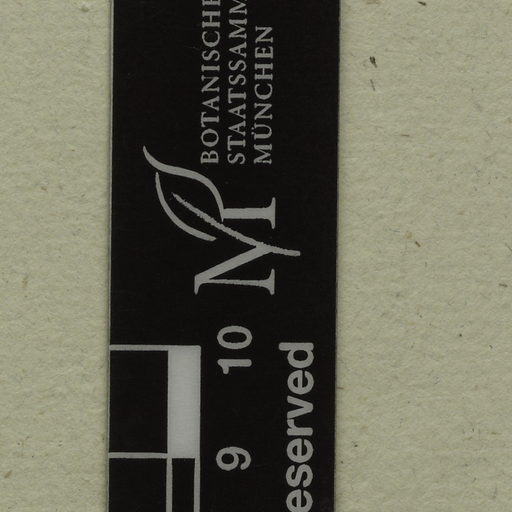 BOTANISCHE
STAATSSAMM
MÜNCHEN
M
9 10
eserved